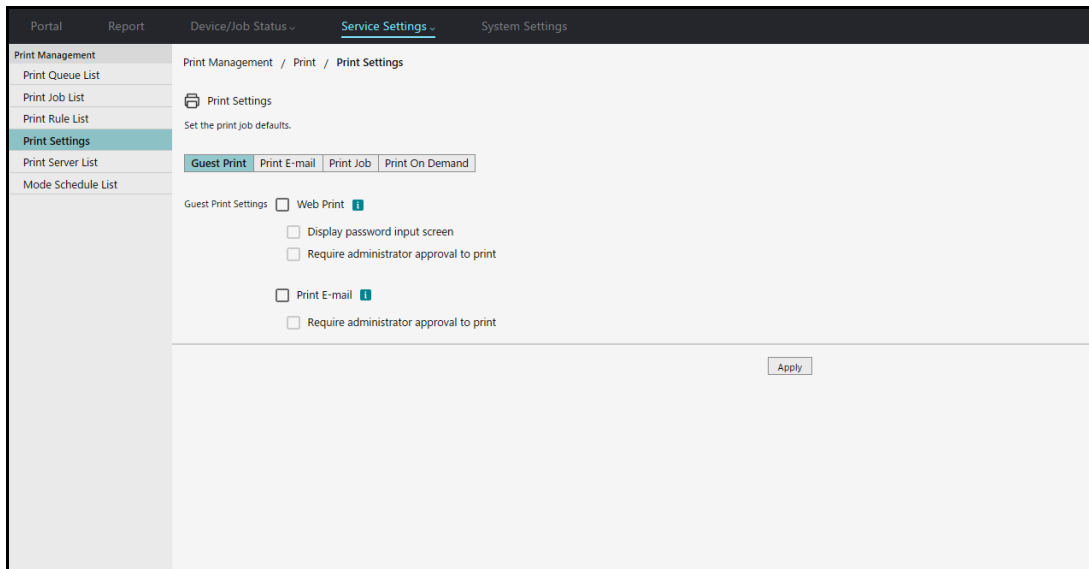 Portal Report Device/Job Status Service Settings System Settings
Print Management
Print Queue List
Print Job List
Print Rule List
Print Settings
Print Server List
Mode Schedule List
Print Management / Print / Print Settings
Print Settings
Set the print job defaults.
Guest Print Print E-mail Print Job Print On Demand
Guest Print Settings Web Print i
Display password input screen
Require administrator approval to print
Print E-mail i
Require administrator approval to print
Apply